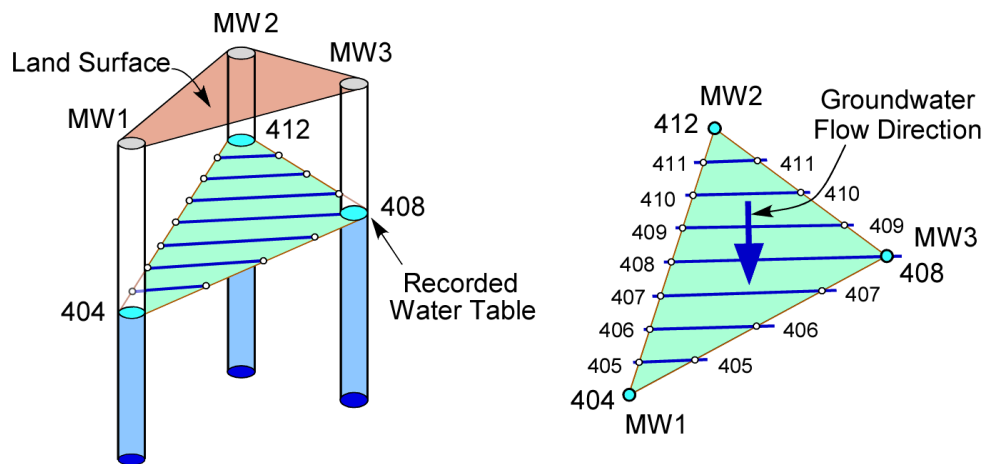 MW2
Land Surface
MW3
MW1
412
408
404
Recorded
Water Table
Groundwater
Flow Direction
MW2
412
411
411
410
410
409
409
MW3
408
408
407
407
406
406
405
405
404
MW1